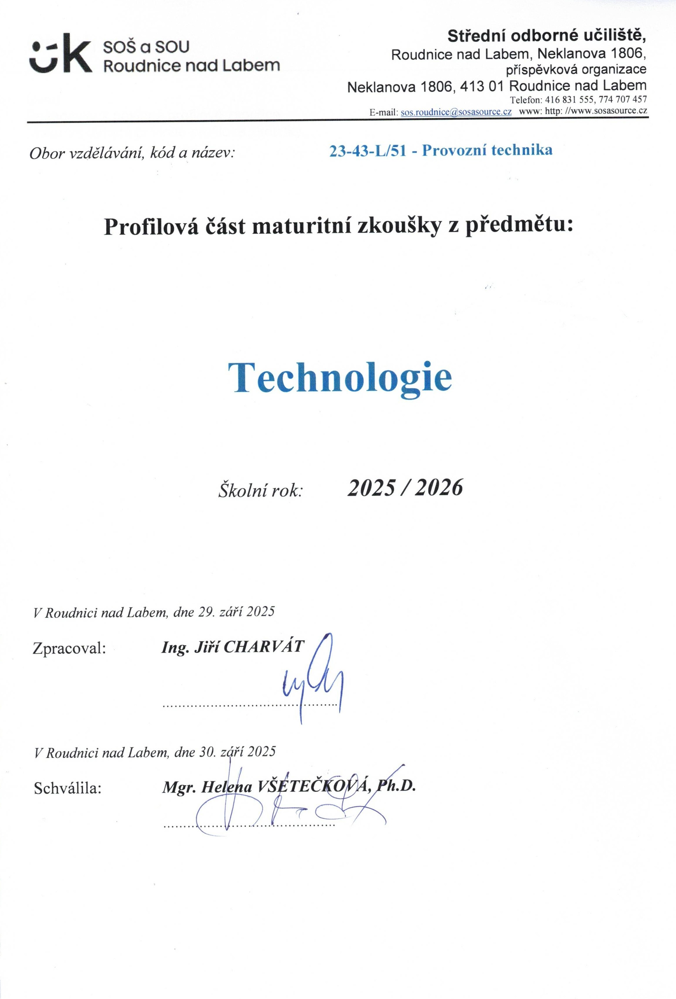 SOŠ a SOU
Roudnice nad Labem
Střední odborné učiliště,
Roudnice nad Labem, Neklanova 1806,
příspěvková organizace
Neklanova 1806, 413 01 Roudnice nad Labem
Telefon: 416 831 555, 774 707 457
E-mail: sos.roudnice@sosasource.cz www: http: //www.sosasource.cz
Obor vzdělávání, kód a název: 23-43-L/51 - Provozní technika
Profilová část maturitní zkoušky z předmětu:
Technologie
Školní rok: 2025 / 2026
V Roudnici nad Labem, dne 29. září 2025
Zpracoval: Ing. Jiří CHARVÁT
V Roudnici nad Labem, dne 30. září 2025
Schválila: Mgr. Helena VŠETEČKOVÁ, Ph.D.